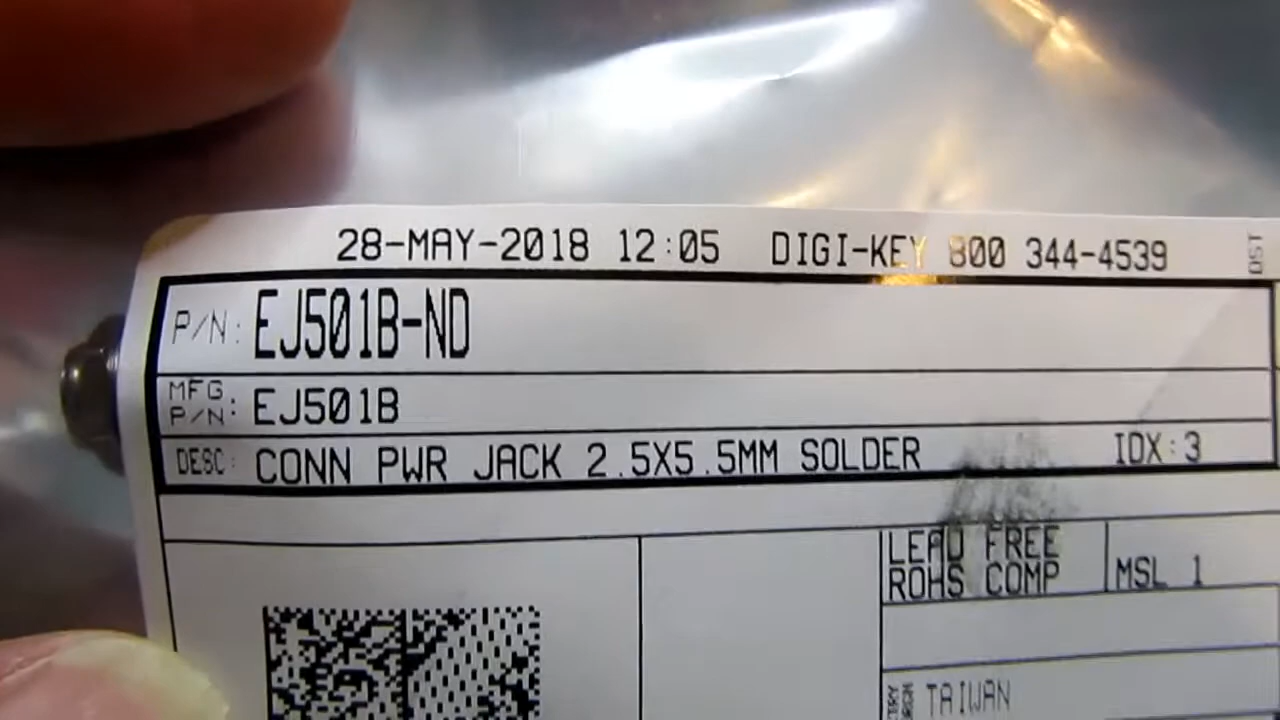 28-MAY-2018 12:05 DIGI-KEY 800 344-4539
DST
P/N: EJ501B-ND
MFG P/N: EJ501B
DESC: CONN PWR JACK 2.5X5.5MM SOLDER IDX:3
LEAD FREE
ROHS COMP
MSL 1
TAIWAN